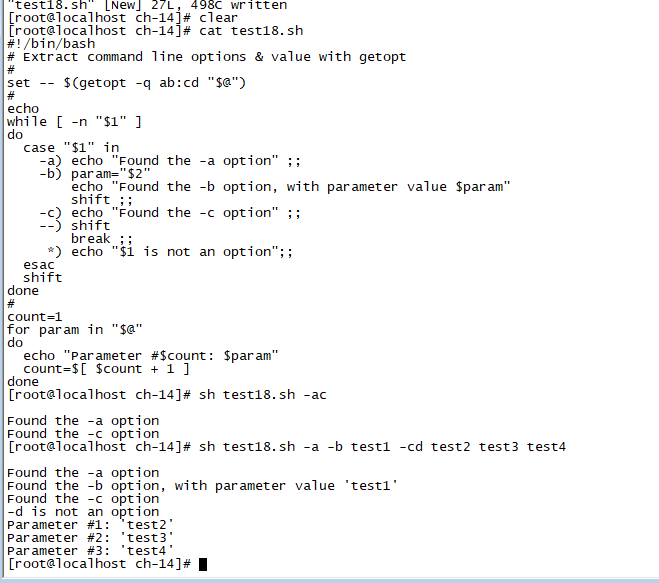 "test18.sh" [New] 27L, 498C written
[root@localhost ch-14]# clear
[root@localhost ch-14]# cat test18.sh
#!/bin/bash
# Extract command line options & value with getopt
#
set -- $(getopt -q ab:cd "$@")
#
echo
while [ -n "$1" ]
do
  case "$1" in
    -a) echo "Found the -a option" ;;
    -b) param="$2"
        echo "Found the -b option, with parameter value $param"
        shift ;;
    -c) echo "Found the -c option" ;;
    --) shift
        break ;;
     *) echo "$1 is not an option";;
  esac
  shift
done
#
count=1
for param in "$@"
do
  echo "Parameter #$count: $param"
  count=$[ $count + 1 ]
done
[root@localhost ch-14]# sh test18.sh -ac

Found the -a option
Found the -c option
[root@localhost ch-14]# sh test18.sh -a -b test1 -cd test2 test3 test4

Found the -a option
Found the -b option, with parameter value 'test1'
Found the -c option
-d is not an option
Parameter #1: 'test2'
Parameter #2: 'test3'
Parameter #3: 'test4'
[root@localhost ch-14]#